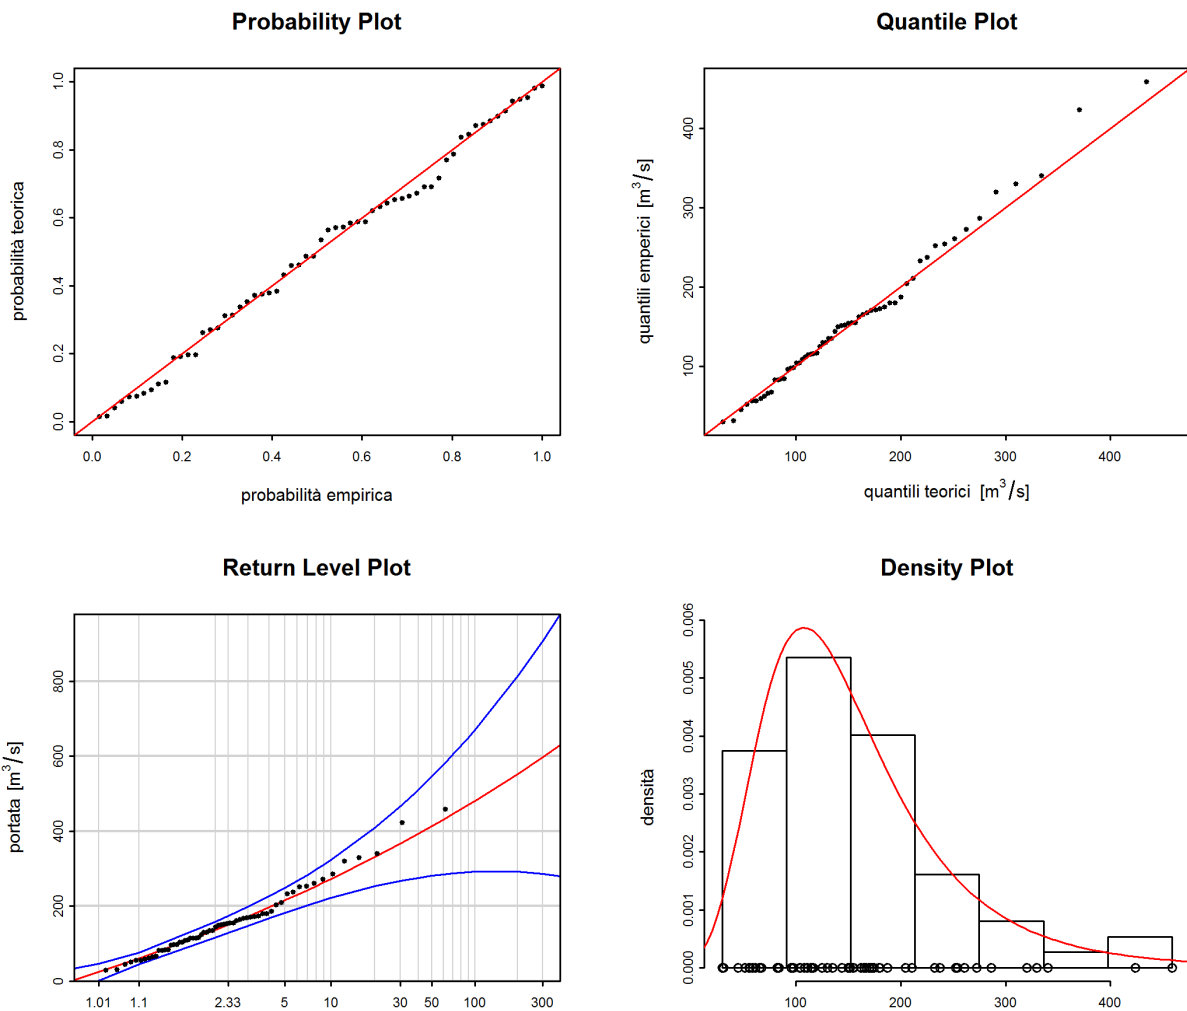 Probability Plot
probabilità teorica
0.0 0.2 0.4 0.6 0.8 1.0
0.0 0.2 0.4 0.6 0.8 1.0
probabilità empirica
Quantile Plot
quantili emperici [m³/s]
100 200 300 400
100 200 300 400
quantili teorici [m³/s]
Return Level Plot
portata [m³/s]
0 200 400 600 800
1.01 1.1 2.33 5 10 30 50 100 300
Density Plot
densità
0.000 0.001 0.002 0.003 0.004 0.005 0.006
100 200 300 400